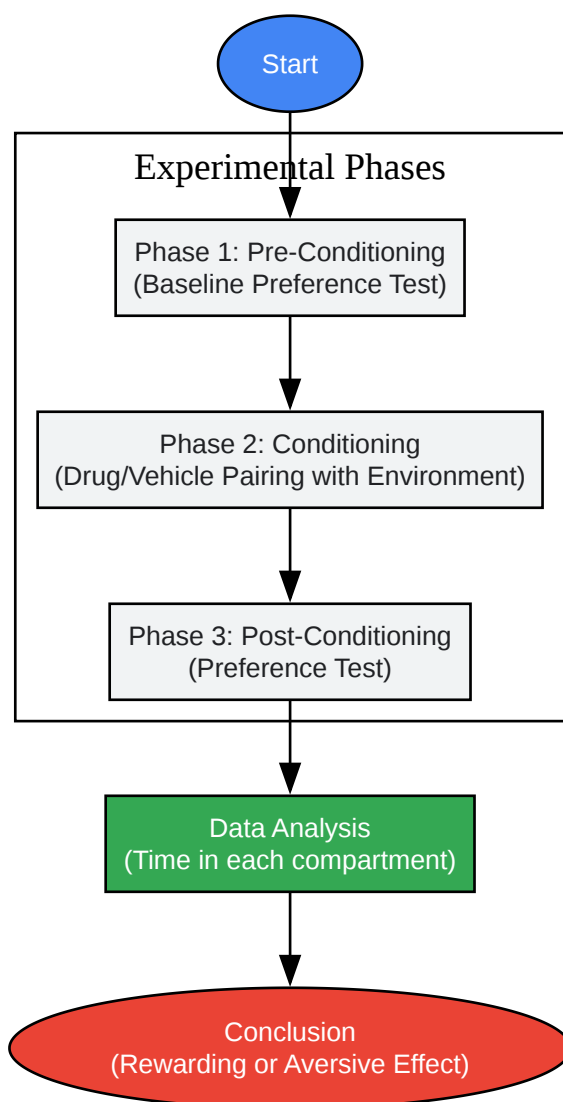 Start
Experimental Phases
Phase 1: Pre-Conditioning
(Baseline Preference Test)
Phase 2: Conditioning
(Drug/Vehicle Pairing with Environment)
Phase 3: Post-Conditioning
(Preference Test)
Data Analysis
(Time in each compartment)
Conclusion
(Rewarding or Aversive Effect)